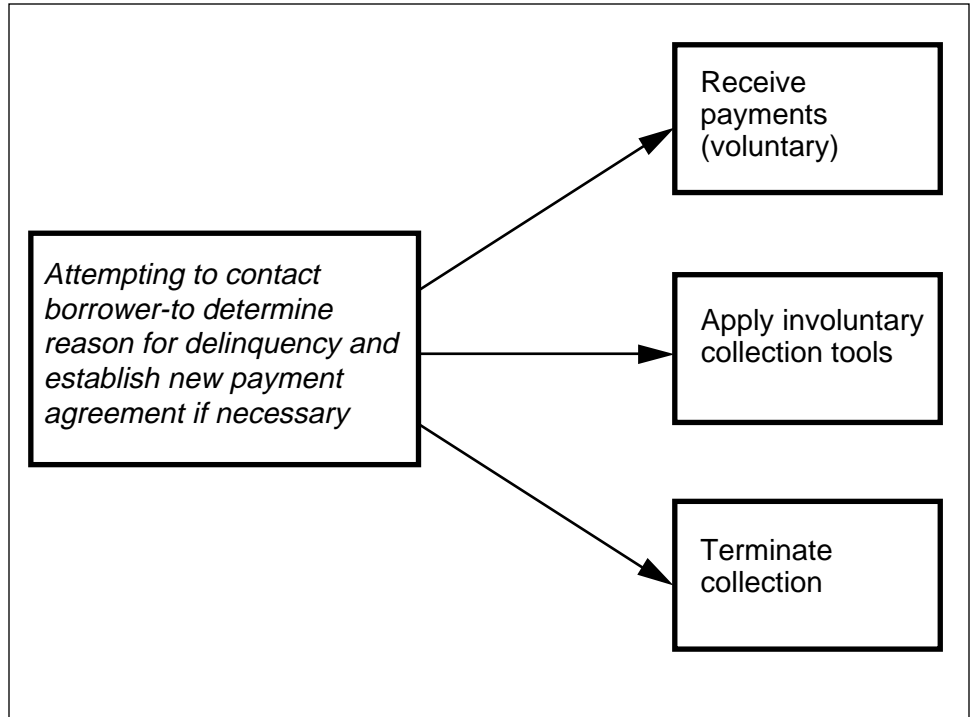 Receive
payments
(voluntary)
Attempting to contact
borrower-to determine
reason for delinquency and
establish new payment
agreement if necessary
Apply involuntary
collection tools
Terminate
collection